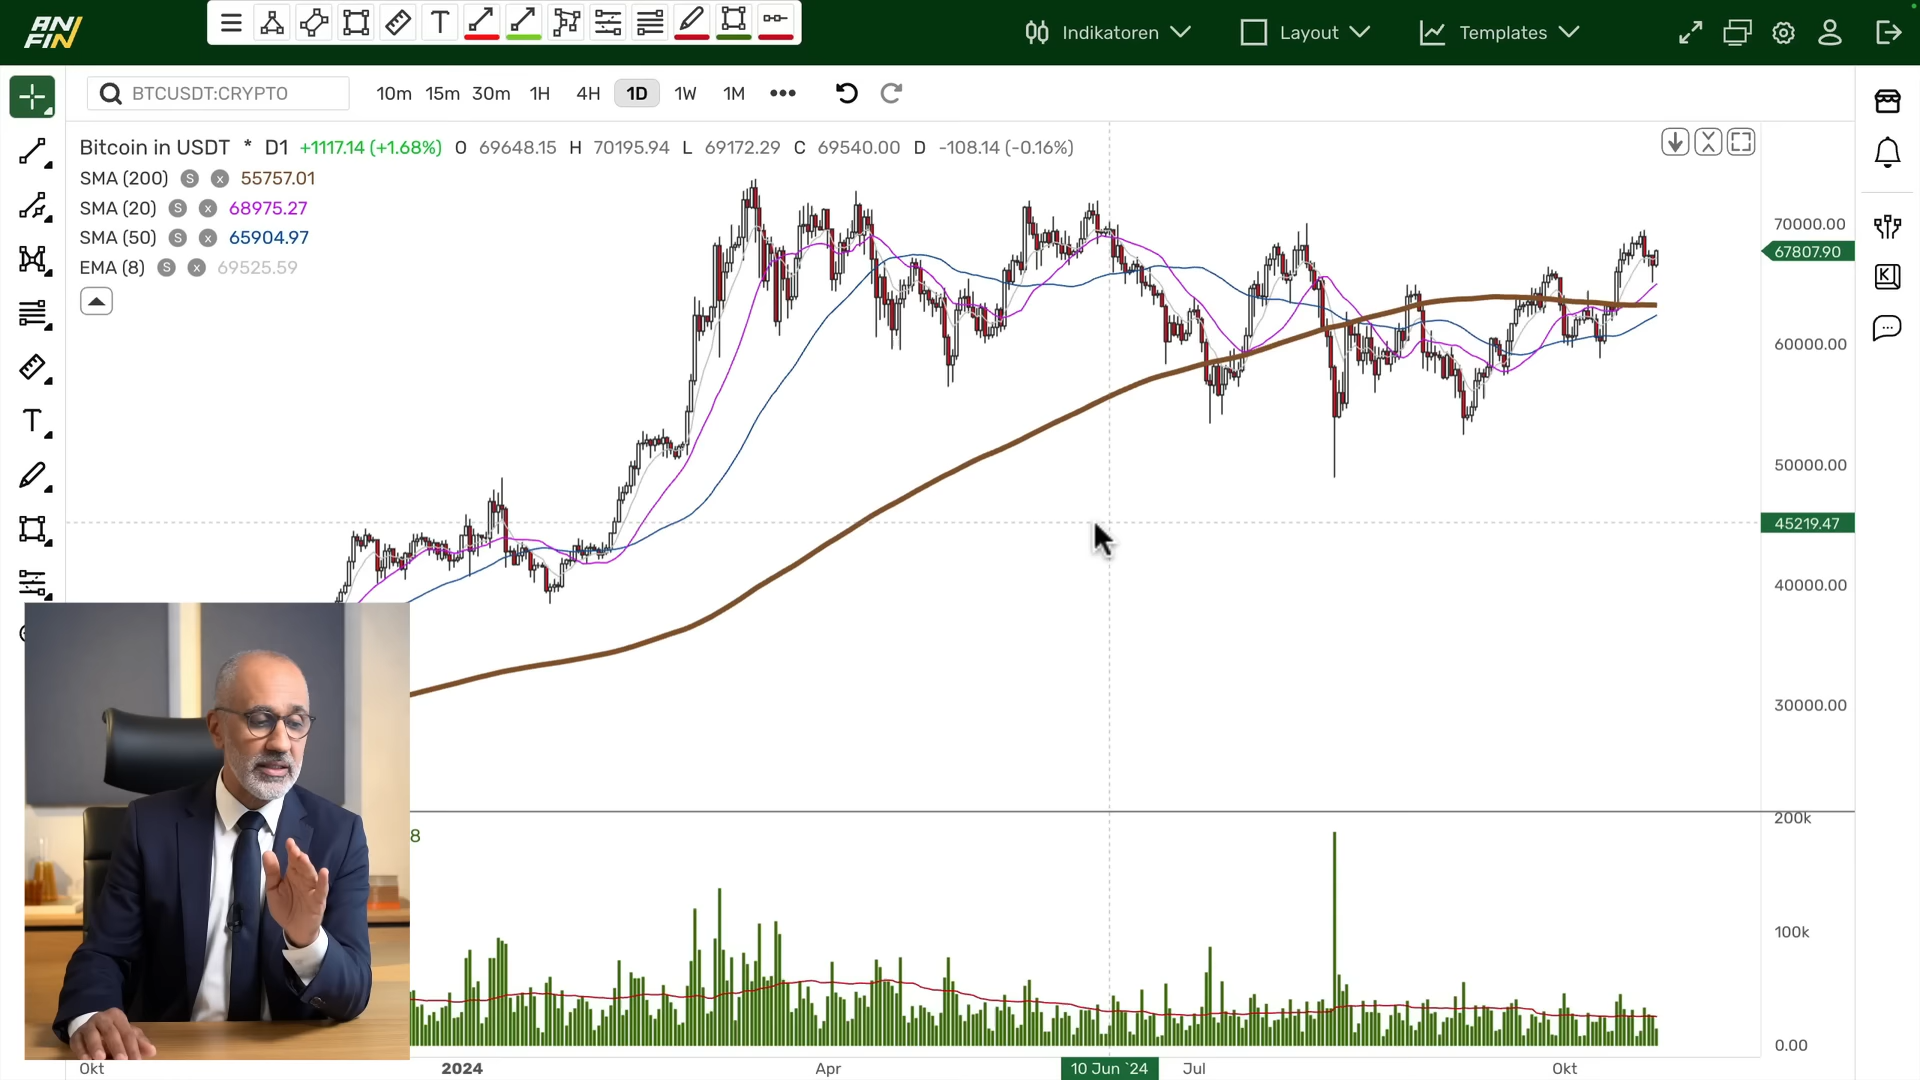 AN
FIN
T
Indikatoren
Layout
Templates
BTCUSDT:CRYPTO
10m 15m 30m 1H 4H 1D 1W 1M •••
Bitcoin in USDT * D1 +1117.14 (+1.68%) O 69648.15 H 70195.94 L 69172.29 C 69540.00 D -108.14 (-0.16%)
SMA (200) S x 55757.01
SMA (20) S x 68975.27
SMA (50) S x 65904.97
EMA (8) S x 69525.59
70000.00
67807.90
60000.00
50000.00
45219.47
40000.00
30000.00
T
K
8
200k
100k
0.00
Okt 2024 Apr 10 Jun `24 Jul Okt